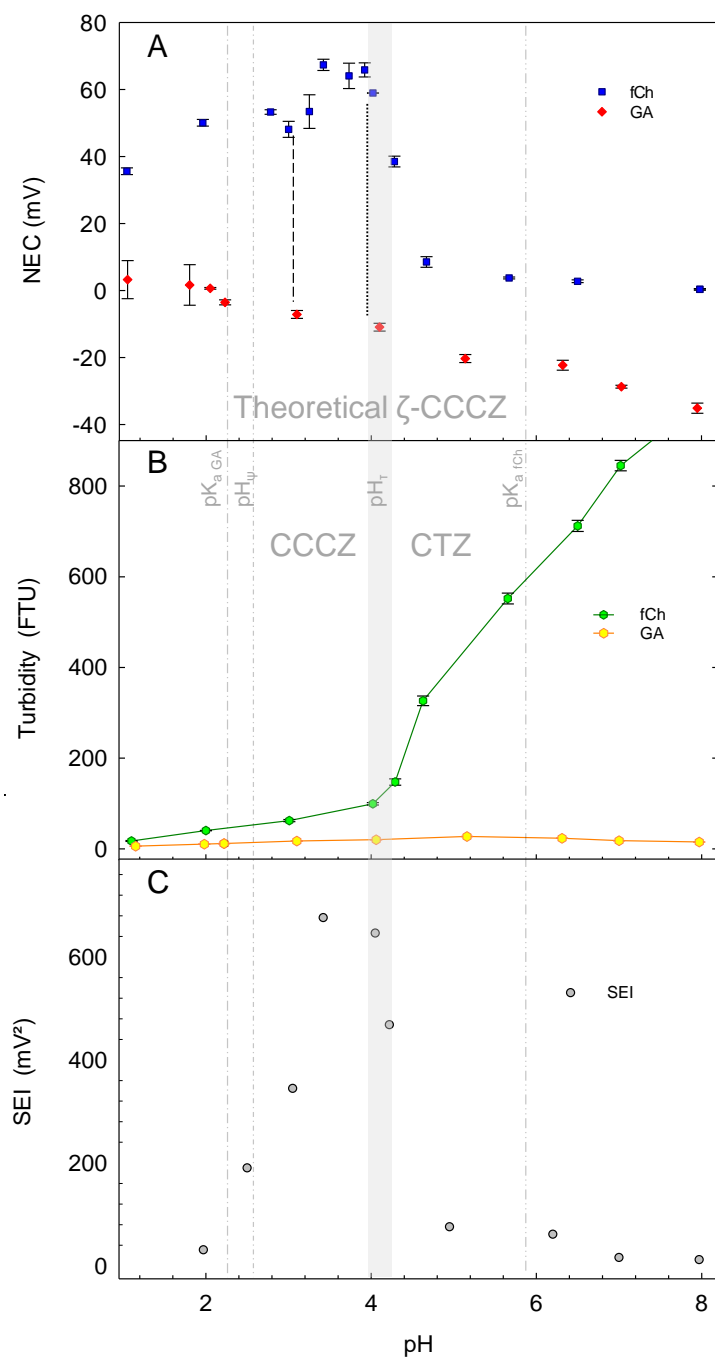 A
80
60
40
20
0
-20
-40
NEC (mV)
fCh
GA
Theoretical ζ-CCCZ
B
pKa GA
pHψ
pHτ
pKa fCh
CCCZ
CTZ
800
600
400
200
0
Turbidity (FTU)
fCh
GA
C
600
400
200
0
SEI (mV²)
SEI
2 4 6 8
pH